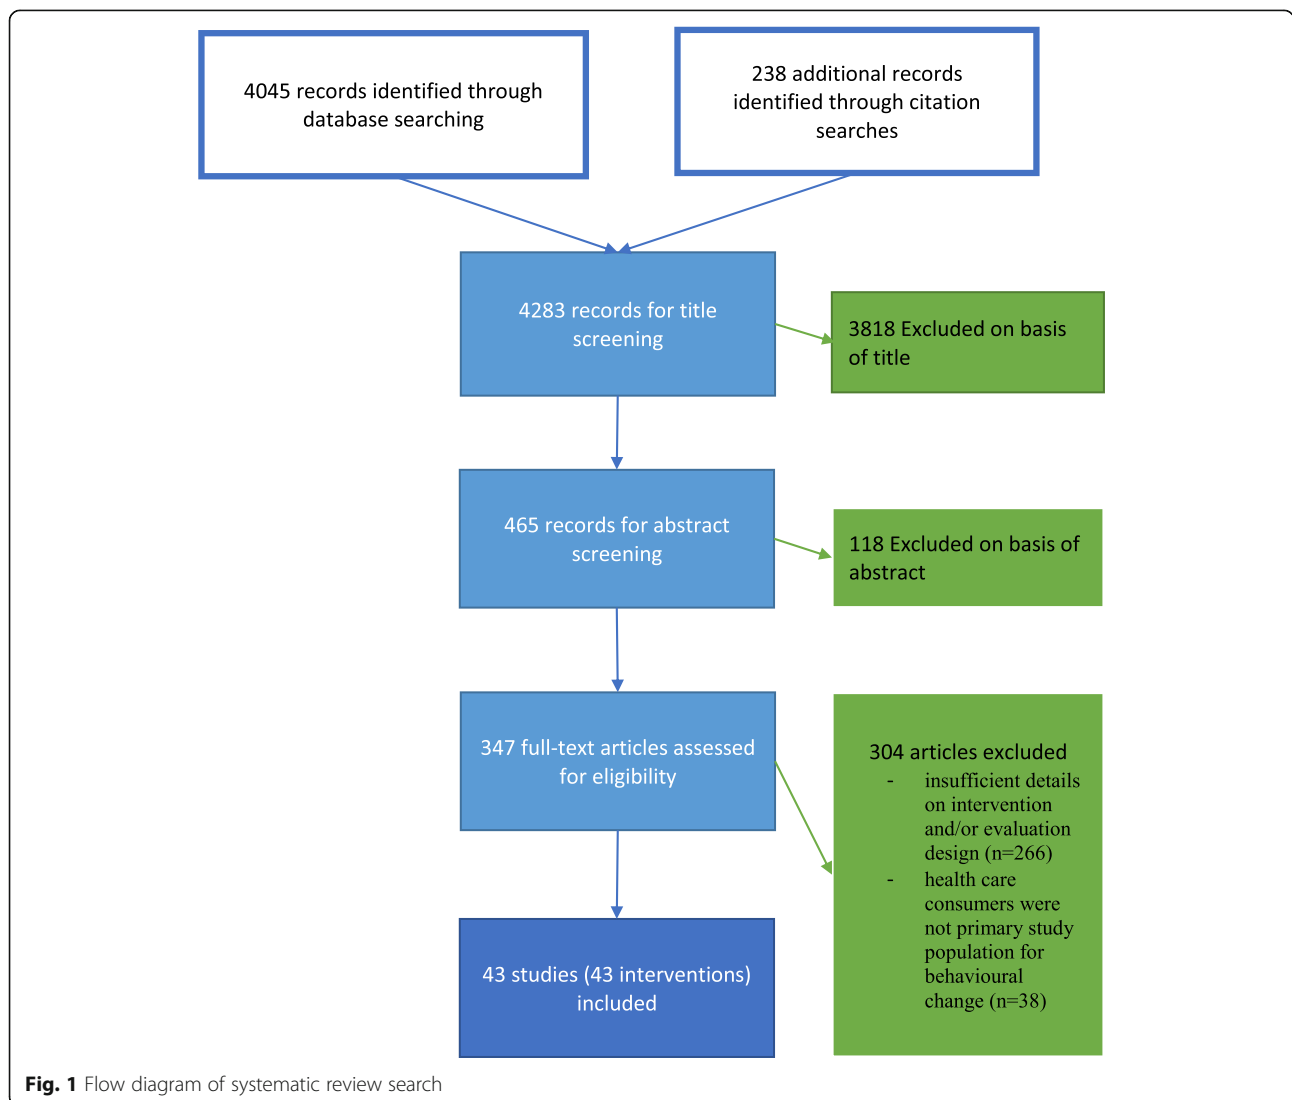 4045 records identified through
database searching
238 additional records
identified through citation
searches
4283 records for title
screening
3818 Excluded on basis
of title
465 records for abstract
screening
118 Excluded on basis of
abstract
347 full-text articles assessed
for eligibility
304 articles excluded
- insufficient details
on intervention
and/or evaluation
design (n=266)
- health care
consumers were
not primary study
population for
behavioural
change (n=38)
43 studies (43 interventions)
included
Fig. 1 Flow diagram of systematic review search